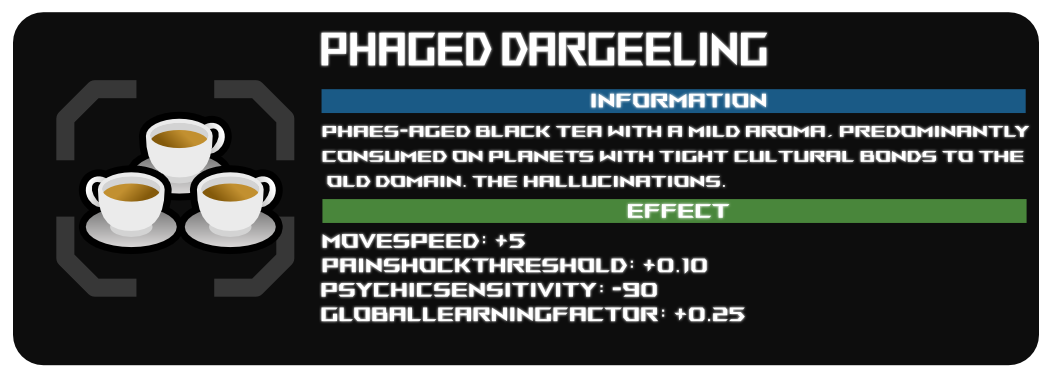 PHAGED DARGEELING
INFORMATION
PHAES-AGED BLACK TEA WITH A MILD AROMA, PREDOMINANTLY
CONSUMED ON PLANETS WITH TIGHT CULTURAL BONDS TO THE
OLD DOMAIN. THE HALLUCINATIONS.
EFFECT
MOVESPEED: +5
PAINSHOCKTHRESHOLD: +0.10
PSYCHICSENSITIVITY: -90
GLOBALLEARNINGFACTOR: +0.25